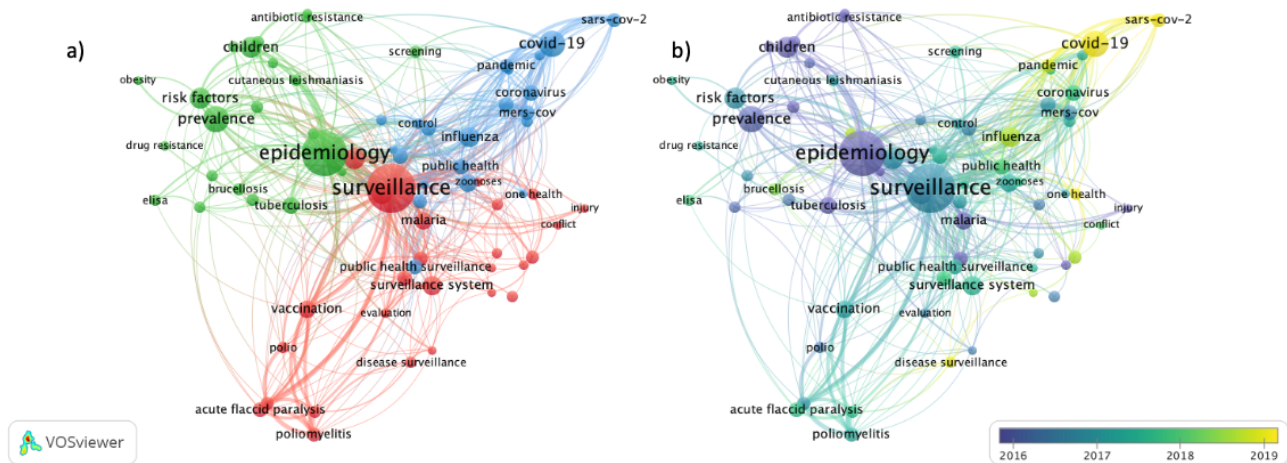 a)
antibiotic resistance
sars-cov-2
children
covid-19
screening
pandemic
obesity
cutaneous leishmaniasis
coronavirus
risk factors
mers-cov
prevalence
control
influenza
drug resistance
epidemiology
public health
surveillance
zoonoses
brucellosis
one health
elisa
tuberculosis
injury
malaria
conflict
public health surveillance
surveillance system
vaccination
evaluation
polio
disease surveillance
acute flaccid paralysis
poliomyelitis
VOSviewer
b)
antibiotic resistance
sars-cov-2
children
covid-19
screening
pandemic
obesity
cutaneous leishmaniasis
coronavirus
risk factors
mers-cov
prevalence
control
influenza
drug resistance
epidemiology
public health
surveillance
zoonoses
brucellosis
one health
elisa
tuberculosis
injury
malaria
conflict
public health surveillance
surveillance system
vaccination
evaluation
polio
disease surveillance
acute flaccid paralysis
poliomyelitis
2016 2017 2018 2019